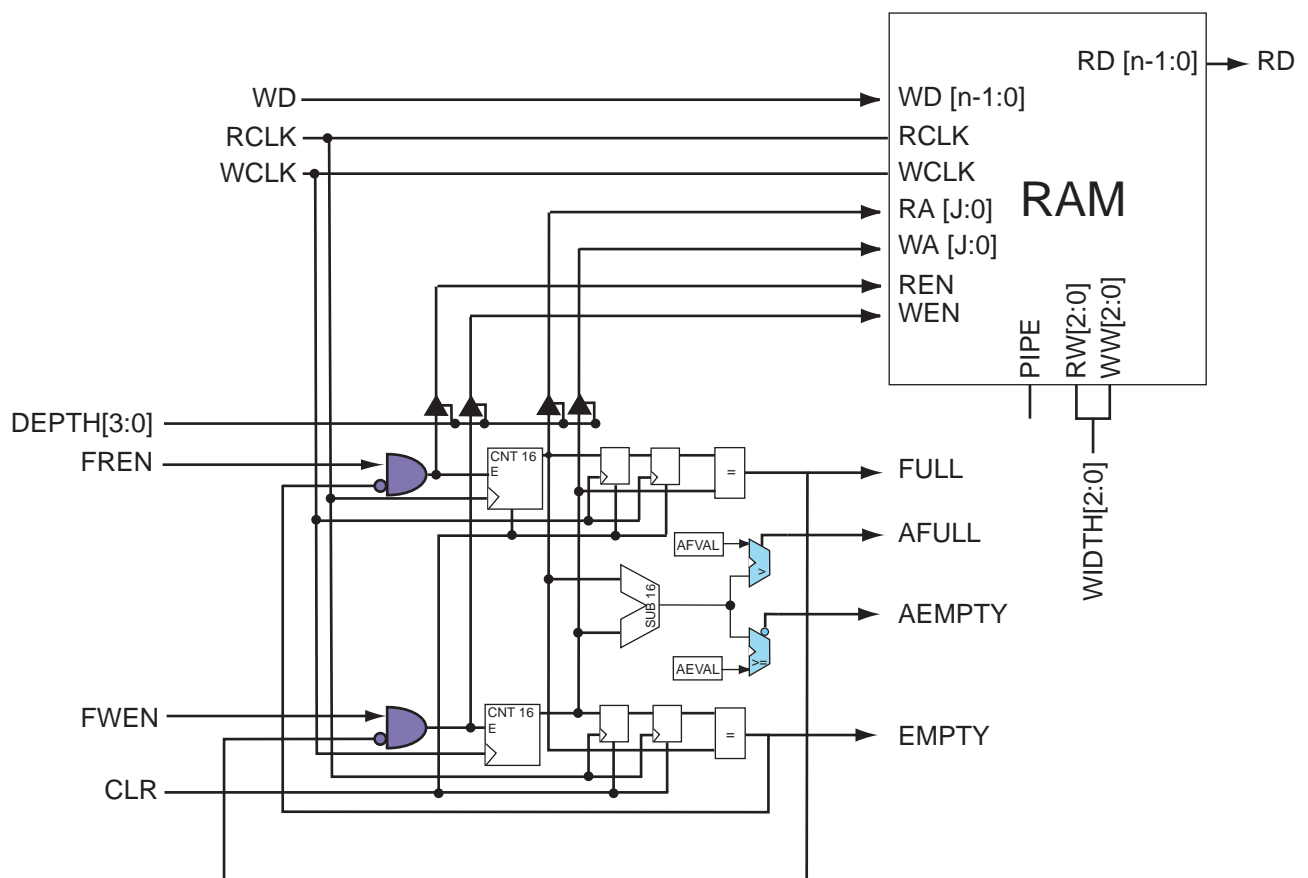 RD [n-1:0]
RD
WD
WD [n-1:0]
RCLK
RCLK
WCLK
WCLK
RAM
RA [J:0]
WA [J:0]
REN
WEN
PIPE
RW[2:0]
WW[2:0]
WIDTH[2:0]
DEPTH[3:0]
FREN
CNT 16
E
=
FULL
AFVAL
>
AFULL
SUB 16
AEMPTY
AEVAL
>=
FWEN
CNT 16
E
=
EMPTY
CLR